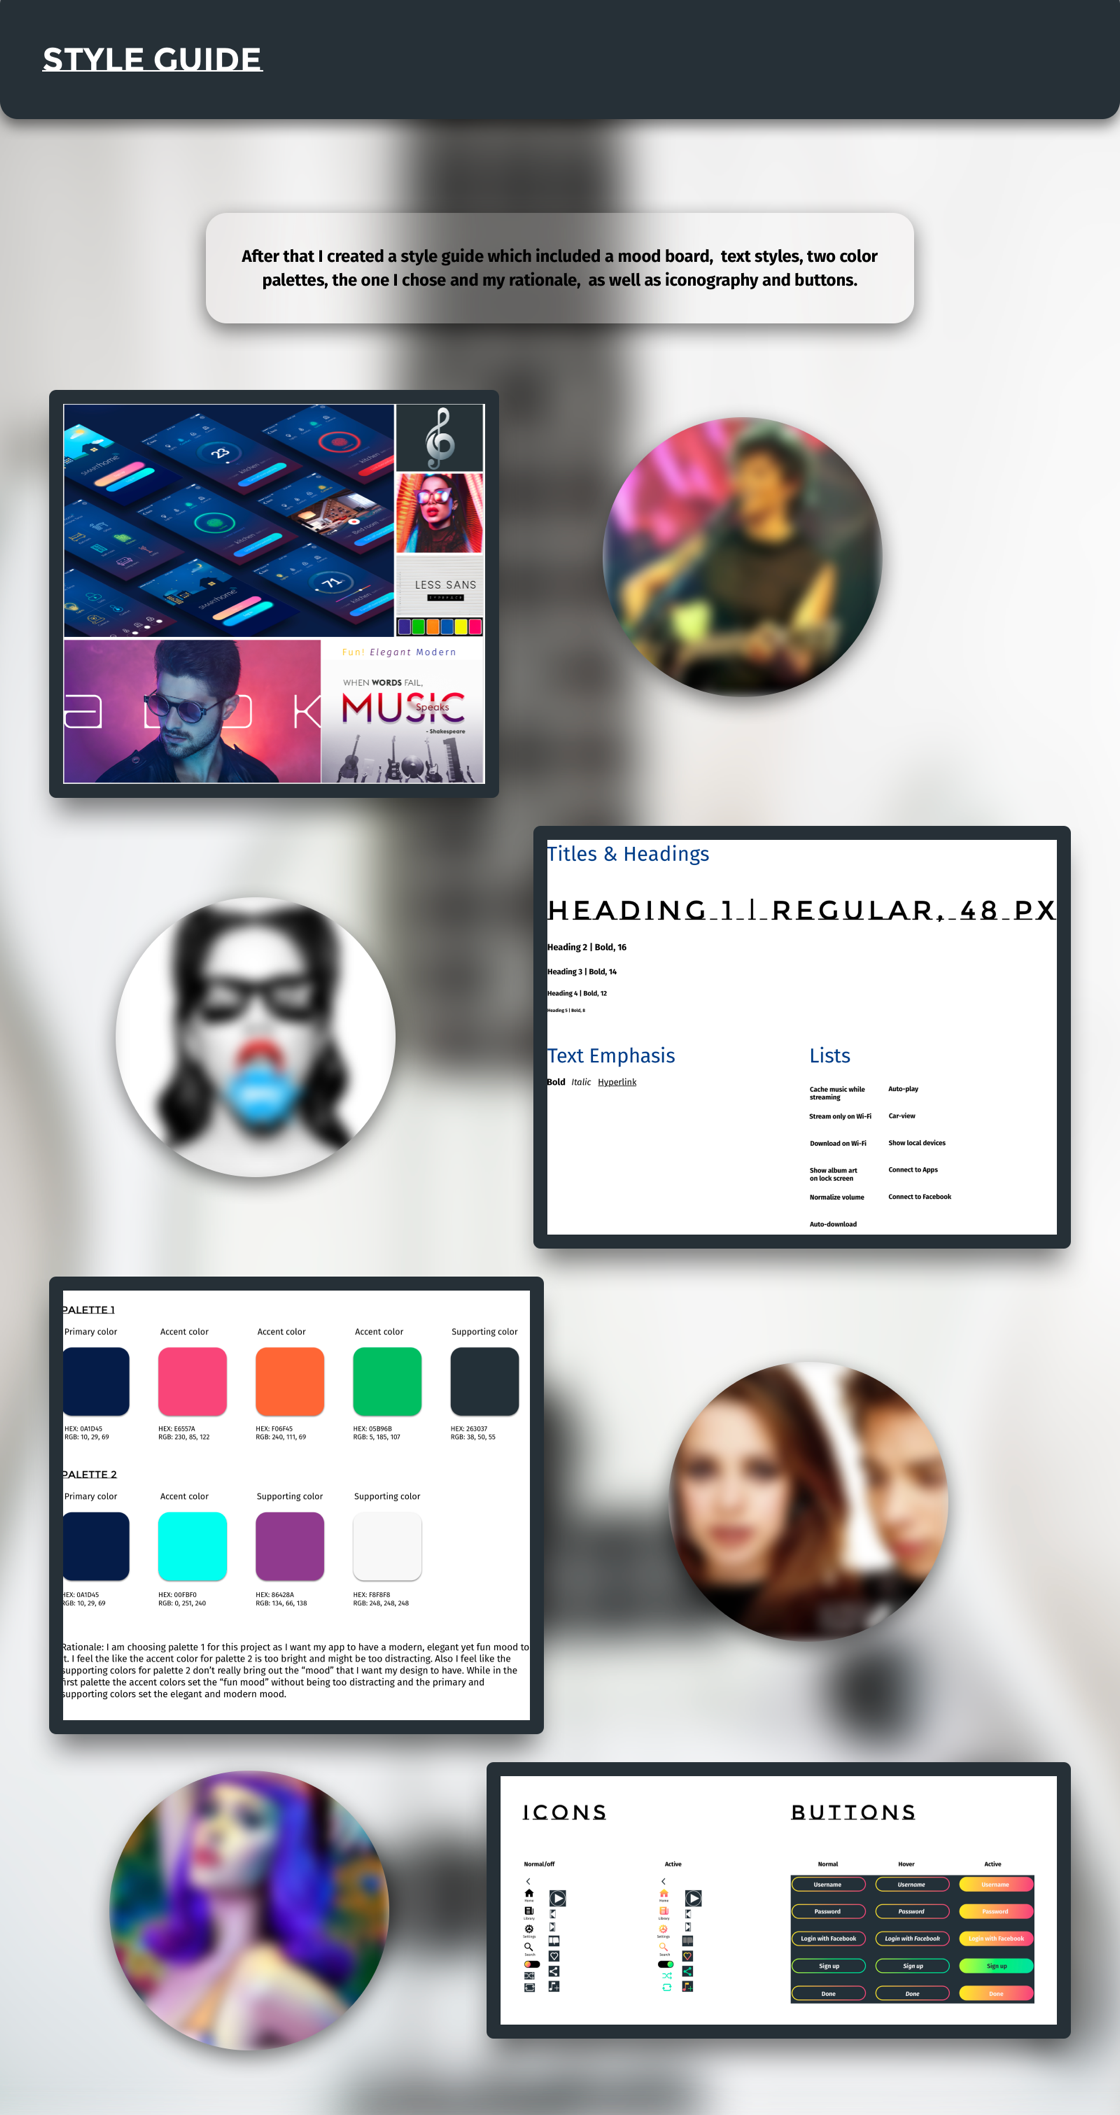 STYLE GUIDE
After that I created a style guide which included a mood board, text styles, two color
palettes, the one I chose and my rationale, as well as iconography and buttons.
23
kitchen
smarthome
kitchen
Bedroom
smarthome
71
LESS SANS
TYPEFACE
Fun! Elegant Modern
WHEN WORDS FAIL,
MUSIC
Speaks
- Shakespeare
a L O K
Titles & Headings
HEADING 1 | REGULAR, 48 PX
Heading 2 | Bold, 16
Heading 3 | Bold, 14
Heading 4 | Bold, 12
Heading 5 | Bold, 8
Text Emphasis
Bold Italic Hyperlink
Lists
Cache music while
streaming
Stream only on Wi-Fi
Download on Wi-Fi
Show album art
on lock screen
Normalize volume
Auto-download
Auto-play
Car-view
Show local devices
Connect to Apps
Connect to Facebook
PALETTE 1
Primary color
Accent color
Accent color
Accent color
Supporting color
HEX: 0A1D45
RGB: 10, 29, 69
HEX: E6557A
RGB: 230, 85, 122
HEX: F06F45
RGB: 240, 111, 69
HEX: 05B96B
RGB: 5, 185, 107
HEX: 263037
RGB: 38, 50, 55
PALETTE 2
Primary color
Accent color
Supporting color
Supporting color
HEX: 0A1D45
RGB: 10, 29, 69
HEX: 00FBF0
RGB: 0, 251, 240
HEX: 86428A
RGB: 134, 66, 138
HEX: F8F8F8
RGB: 248, 248, 248
Rationale: I am choosing palette 1 for this project as I want my app to have a modern, elegant yet fun mood to
it. I feel the like the accent color for palette 2 is too bright and might be too distracting. Also I feel like the
supporting colors for palette 2 don't really bring out the “mood” that I want my design to have. While in the
first palette the accent colors set the “fun mood” without being too distracting and the primary and
supporting colors set the elegant and modern mood.
ICONS
Normal/off
Active
Home
Library
Settings
Search
Home
Library
Settings
Search
BUTTONS
Normal
Hover
Active
Username
Username
Username
Password
Password
Password
Login with Facebook
Login with Facebook
Login with Facebook
Sign up
Sign up
Sign up
Done
Done
Done